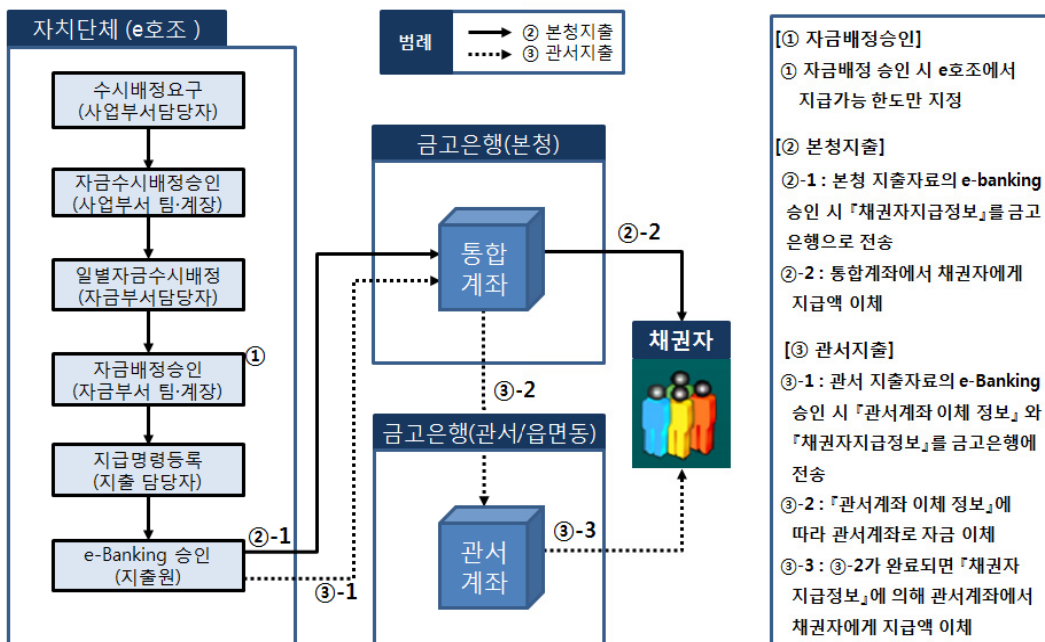 자치단체 (e호조 )
수시배정요구
(사업부서담당자)
자금수시배정승인
(사업부서 팀·계장)
일별자금수시배정
(자금부서담당자)
①
자금배정승인
(자금부서 팀·계장)
지급명령등록
(지출 담당자)
e-Banking 승인
(지출원)
②-1
③-1
범례
② 본청지출
③ 관서지출
금고은행(본청)
통합
계좌
②-2
③-2
금고은행(관서/읍면동)
관서
계좌
③-3
채권자
[① 자금배정승인]
① 자금배정 승인 시 e호조에서
지급가능 한도만 지정
[② 본청지출]
②-1 : 본청 지출자료의 e-banking
승인 시 『채권자지급정보』를 금고
은행으로 전송
②-2 : 통합계좌에서 채권자에게
지급액 이체
[③ 관서지출]
③-1 : 관서 지출자료의 e-Banking
승인 시 『관서계좌 이체 정보』 와
『채권자지급정보』를 금고은행에
전송
③-2 : 『관서계좌 이체 정보』에
따라 관서계좌로 자금 이체
③-3 : ③-2가 완료되면 『채권자
지급정보』에 의해 관서계좌에서
채권자에게 지급액 이체